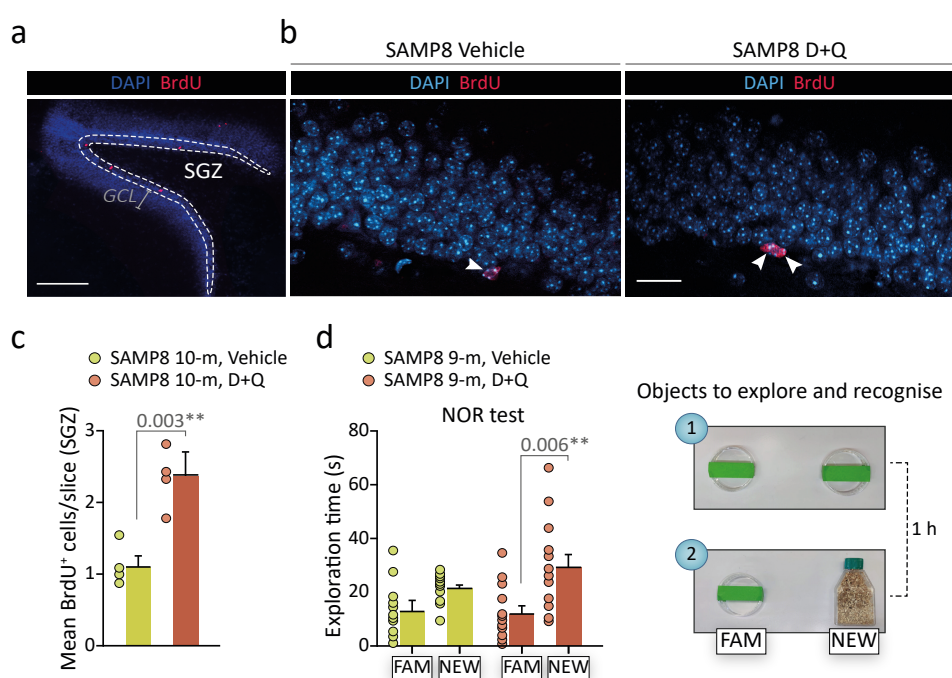 a
DAPI BrdU
SGZ
GCL
b
SAMP8 Vehicle
DAPI BrdU
SAMP8 D+Q
DAPI BrdU
c
SAMP8 10-m, Vehicle
SAMP8 10-m, D+Q
0.003**
Mean BrdU⁺ cells/slice (SGZ)
3
2
1
0
d
SAMP8 9-m, Vehicle
SAMP8 9-m, D+Q
NOR test
0.006**
Exploration time (s)
80
60
40
20
0
FAM
NEW
FAM
NEW
Objects to explore and recognise
1
1 h
2
FAM
NEW